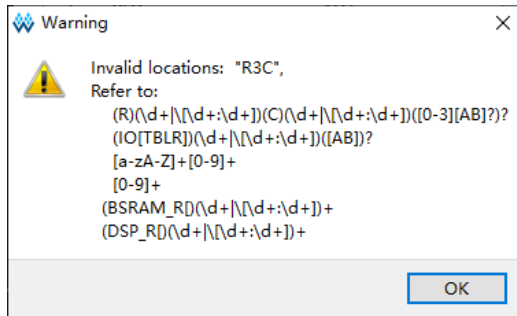 Warning
Invalid locations: "R3C",
Refer to:
(R)(\d+|\[\d+:\d+])(C)(\d+|\[\d+:\d+])([0-3][AB]?)?
(IO[TBLR])(\d+|\[\d+:\d+])([AB])?
[a-zA-Z]+[0-9]+
[0-9]+
(BSRAM_R[)(\d+|\[\d+:\d+])+
(DSP_R[)(\d+|\[\d+:\d+])+
OK